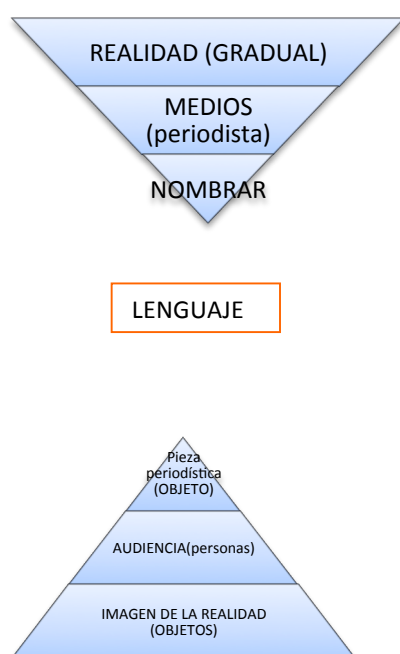 REALIDAD (GRADUAL)
MEDIOS
(periodista)
NOMBRAR
LENGUAJE
Pieza
periodística
(OBJETO)
AUDIENCIA(personas)
IMAGEN DE LA REALIDAD
(OBJETOS)